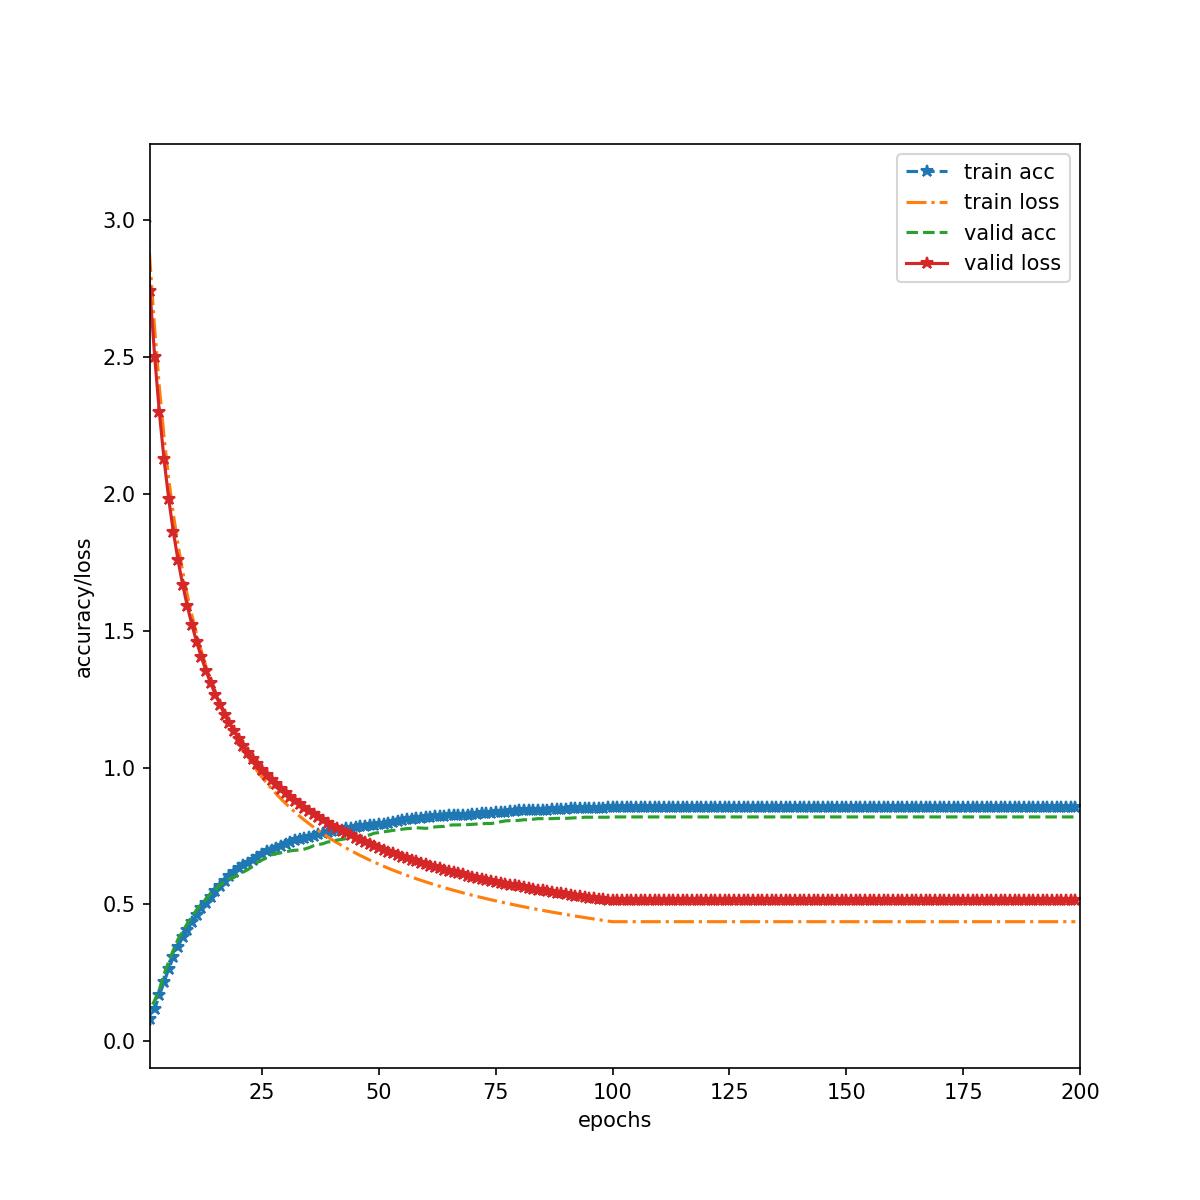 train acc
train loss
valid acc
valid loss
3.0
2.5
2.0
1.5
1.0
0.5
0.0
accuracy/loss
25 50 75 100 125 150 175 200
epochs